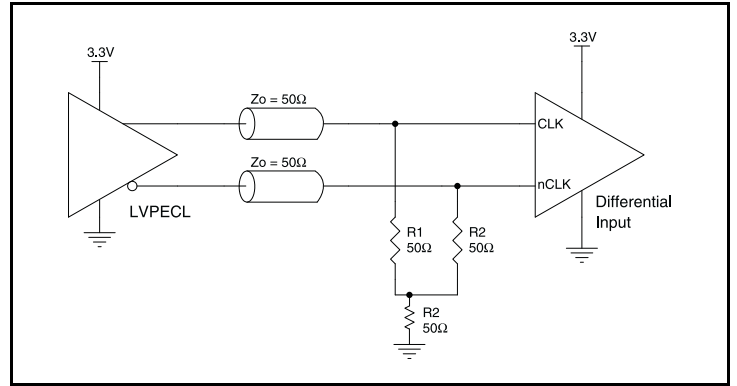 3.3V
3.3V
Zo = 50Ω
CLK
Zo = 50Ω
nCLK
LVPECL
Differential
Input
R1
50Ω
R2
50Ω
R2
50Ω